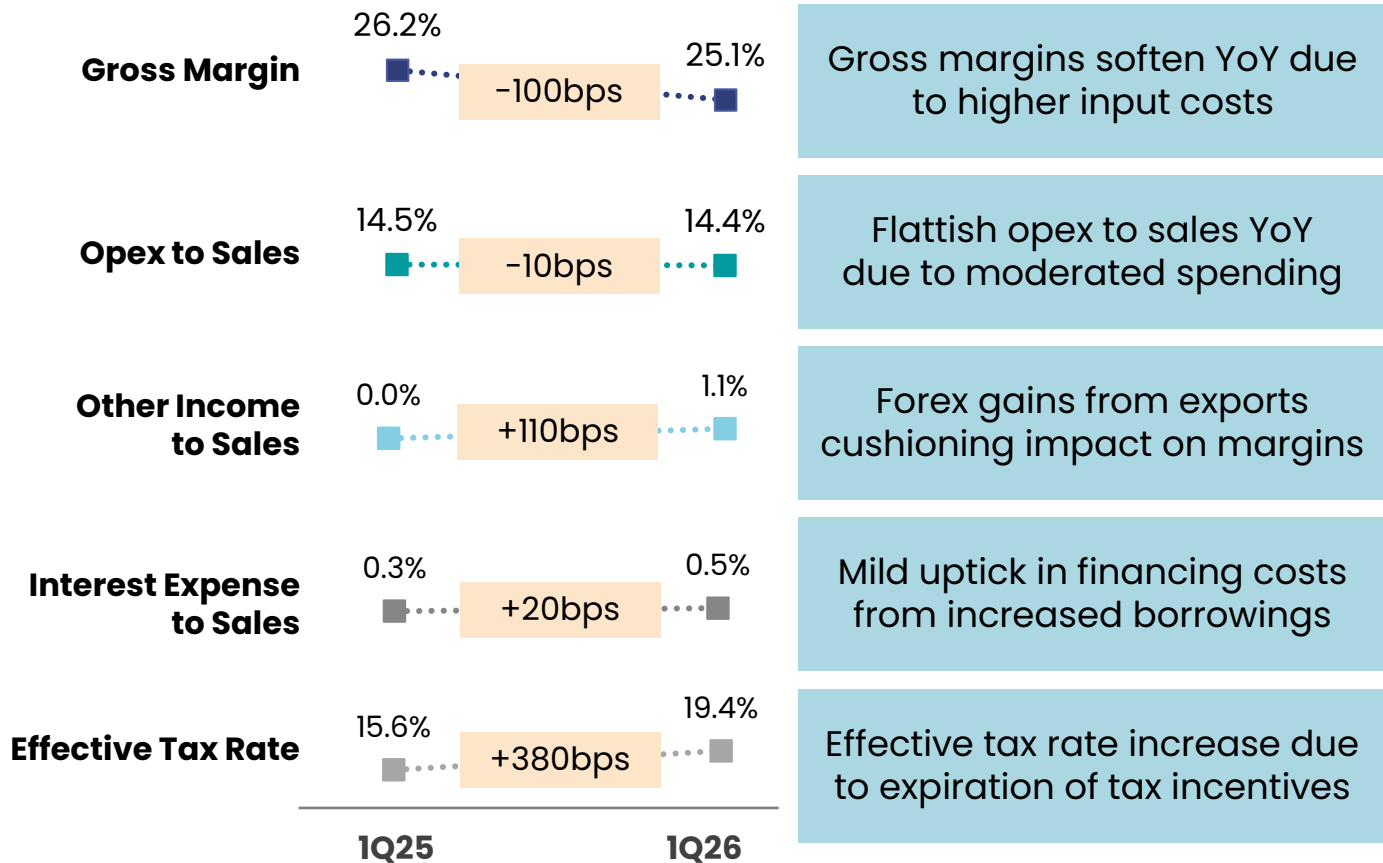 Gross Margin
26.2%
-100bps
25.1%
Gross margins soften YoY due
to higher input costs
Opex to Sales
14.5%
-10bps
14.4%
Flattish opex to sales YoY
due to moderated spending
Other Income
to Sales
0.0%
+110bps
1.1%
Forex gains from exports
cushioning impact on margins
Interest Expense
to Sales
0.3%
+20bps
0.5%
Mild uptick in financing costs
from increased borrowings
Effective Tax Rate
15.6%
+380bps
19.4%
Effective tax rate increase due
to expiration of tax incentives
1Q25
1Q26